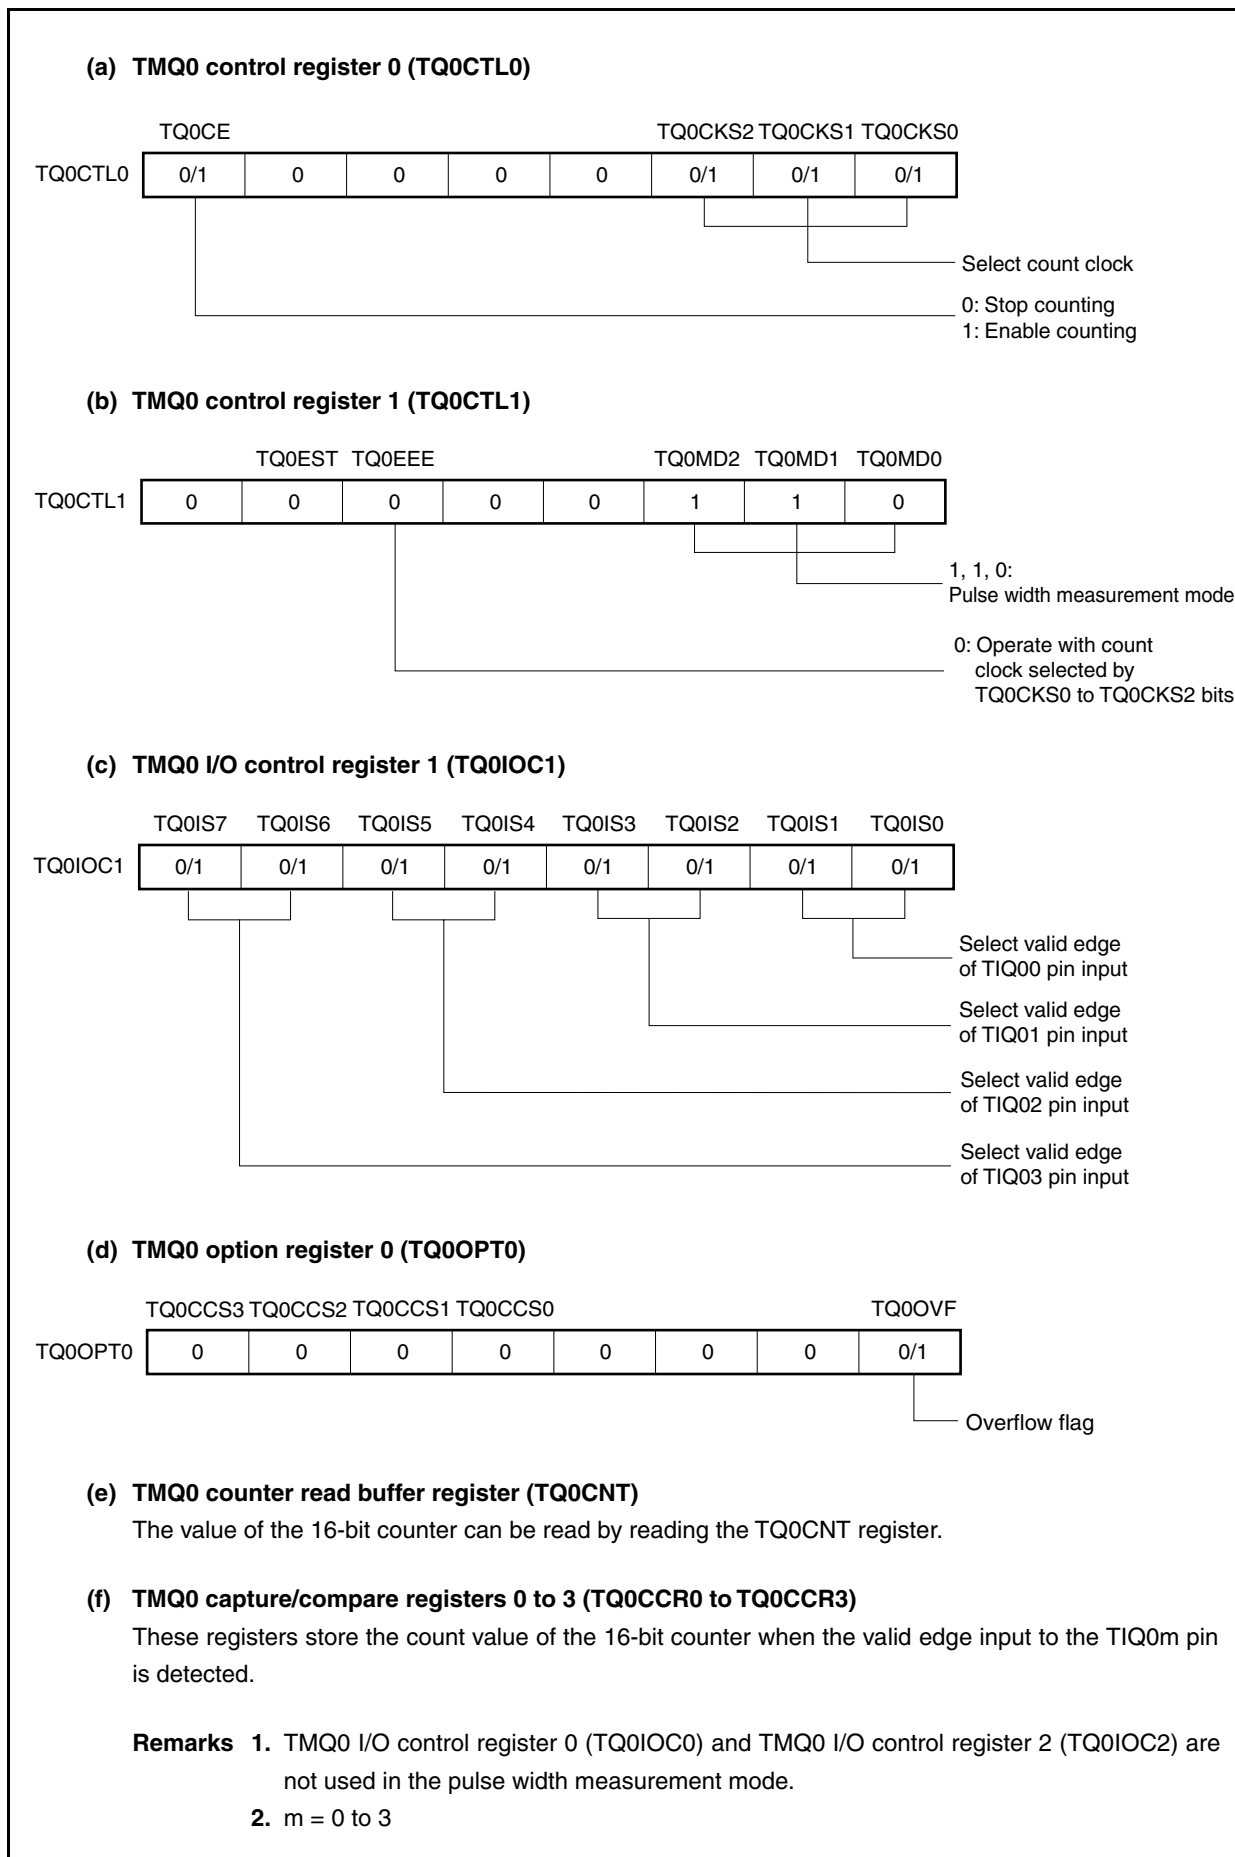 (a) TMQ0 control register 0 (TQ0CTL0)
TQ0CE TQ0CKS2 TQ0CKS1 TQ0CKS0
TQ0CTL0 0/1 0 0 0 0 0/1 0/1 0/1
Select count clock
0: Stop counting
1: Enable counting
(b) TMQ0 control register 1 (TQ0CTL1)
TQ0EST TQ0EEE TQ0MD2 TQ0MD1 TQ0MD0
TQ0CTL1 0 0 0 0 0 1 1 0
1, 1, 0:
Pulse width measurement mode
0: Operate with count
clock selected by
TQ0CKS0 to TQ0CKS2 bits
(c) TMQ0 I/O control register 1 (TQ0IOC1)
TQ0IS7 TQ0IS6 TQ0IS5 TQ0IS4 TQ0IS3 TQ0IS2 TQ0IS1 TQ0IS0
TQ0IOC1 0/1 0/1 0/1 0/1 0/1 0/1 0/1 0/1
Select valid edge
of TIQ00 pin input
Select valid edge
of TIQ01 pin input
Select valid edge
of TIQ02 pin input
Select valid edge
of TIQ03 pin input
(d) TMQ0 option register 0 (TQ0OPT0)
TQ0CCS3 TQ0CCS2 TQ0CCS1 TQ0CCS0 TQ0OVF
TQ0OPT0 0 0 0 0 0 0 0 0/1
Overflow flag
(e) TMQ0 counter read buffer register (TQ0CNT)
The value of the 16-bit counter can be read by reading the TQ0CNT register.
(f) TMQ0 capture/compare registers 0 to 3 (TQ0CCR0 to TQ0CCR3)
These registers store the count value of the 16-bit counter when the valid edge input to the TIQ0m pin
is detected.
Remarks 1. TMQ0 I/O control register 0 (TQ0IOC0) and TMQ0 I/O control register 2 (TQ0IOC2) are
not used in the pulse width measurement mode.
2. m = 0 to 3